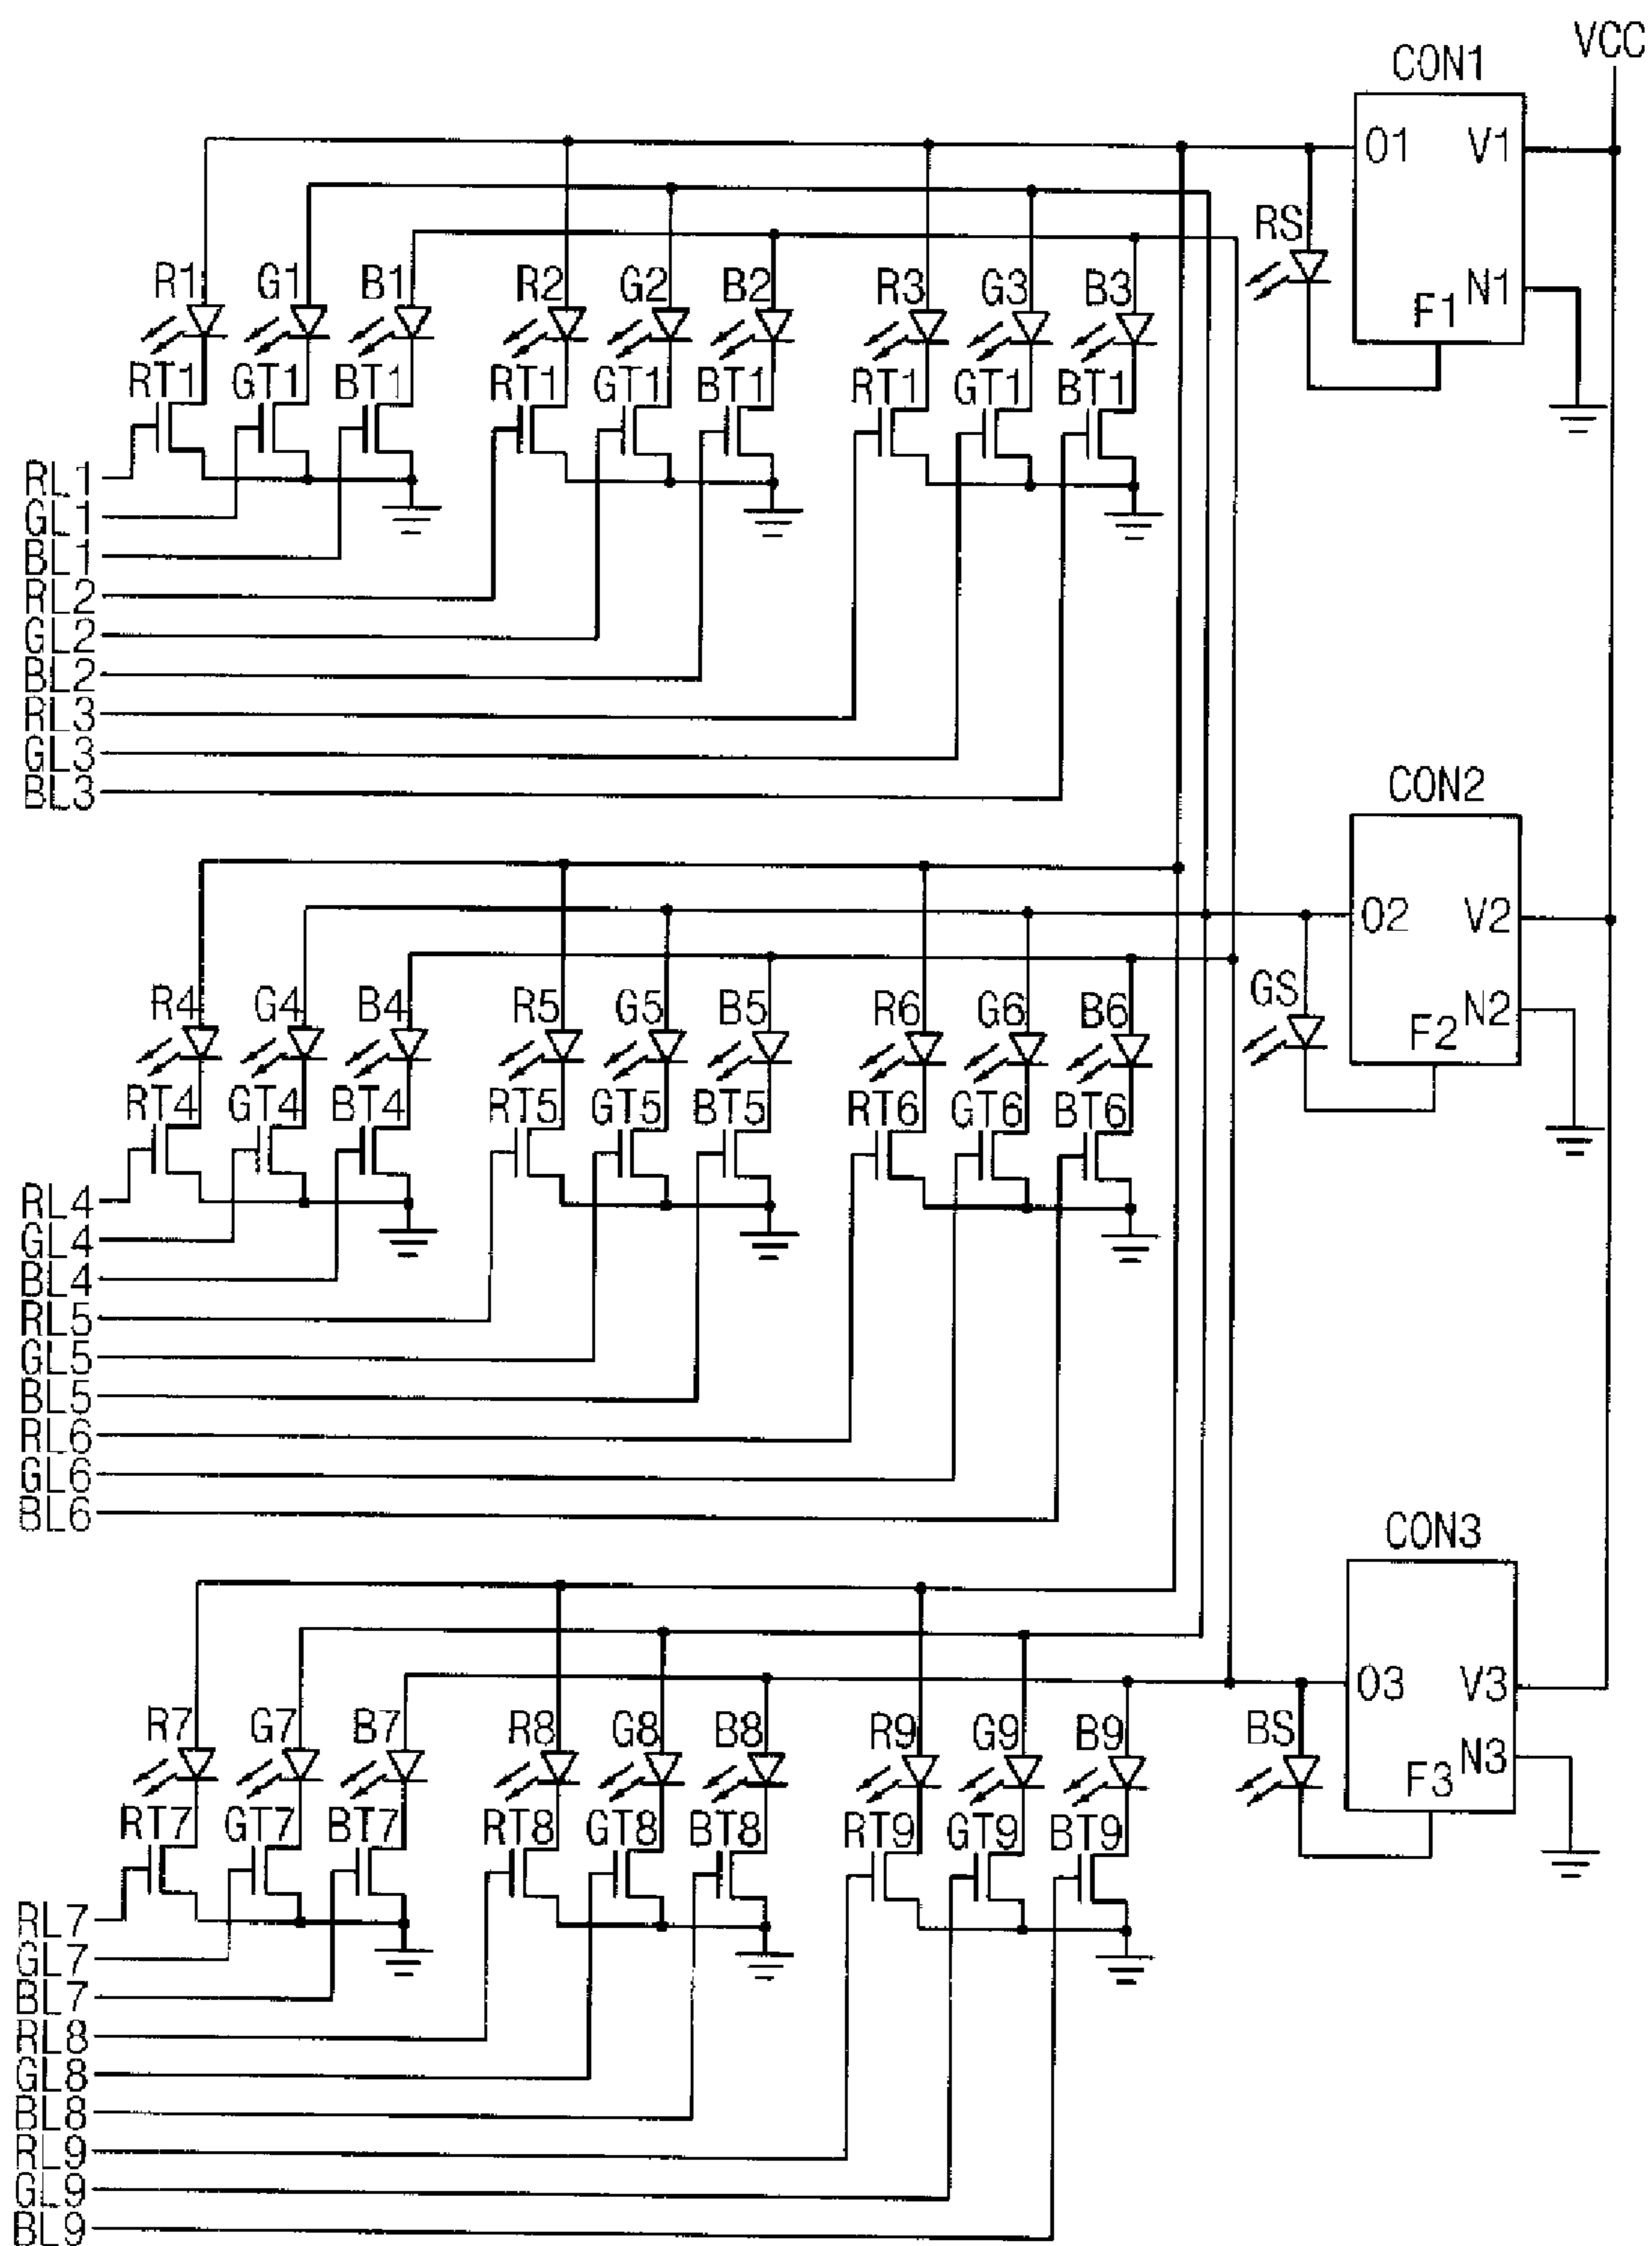 VCC
CON1
O1 V1
RS
R1 G1 B1 R2 G2 B2 R3 G3 B3
N1
F1
RT1 GT1 BT1 RT1 GT1 BT1 RT1 GT1 BT1
RL1
GL1
BL1
RL2
GL2
BL2
RL3
GL3
BL3
CON2
O2 V2
GS
R4 G4 B4 R5 G5 B5 R6 G6 B6
N2
F2
RT4 GT4 BT4 RT5 GT5 BT5 RT6 GT6 BT6
RL4
GL4
BL4
RL5
GL5
BL5
RL6
GL6
BL6
CON3
O3 V3
R7 G7 B7 R8 G8 B8 R9 G9 B9 BS
N3
F3
RT7 GT7 BT7 RT8 GT8 BT8 RT9 GT9 BT9
RL7
GL7
BL7
RL8
GL8
BL8
RL9
GL9
BL9